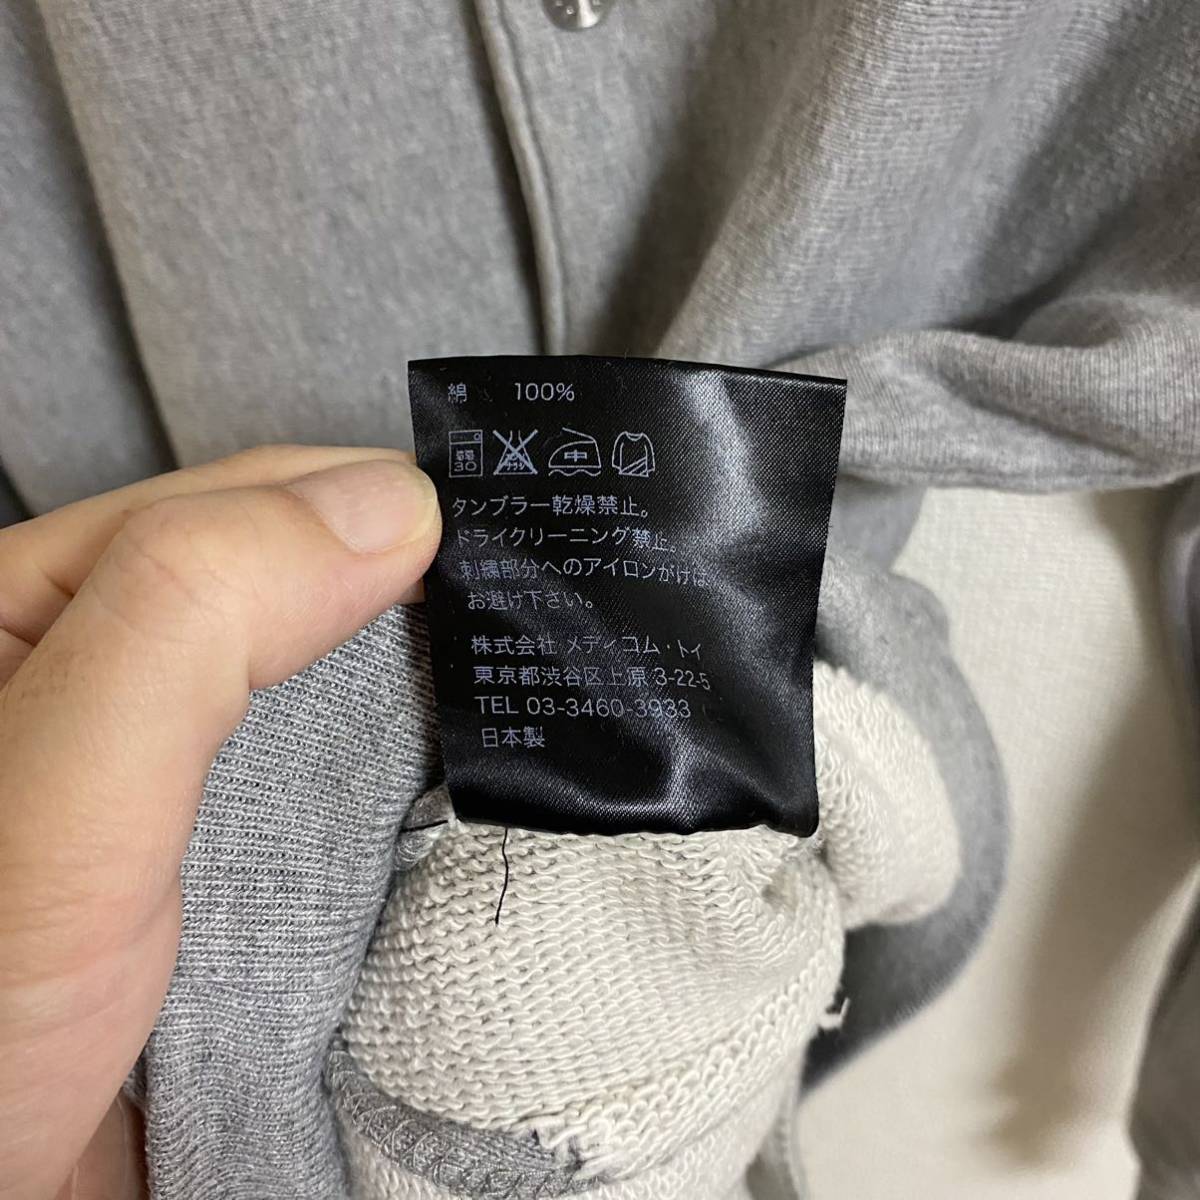 綿 100%
30
中
タンブラー乾燥禁止。
ドライクリーニング禁止。
刺繍部分へのアイロンがけは
お避け下さい。
株式会社 メディコム・トイ
東京都渋谷区上原 3-22-5
TEL 03-3460-3933
日本製